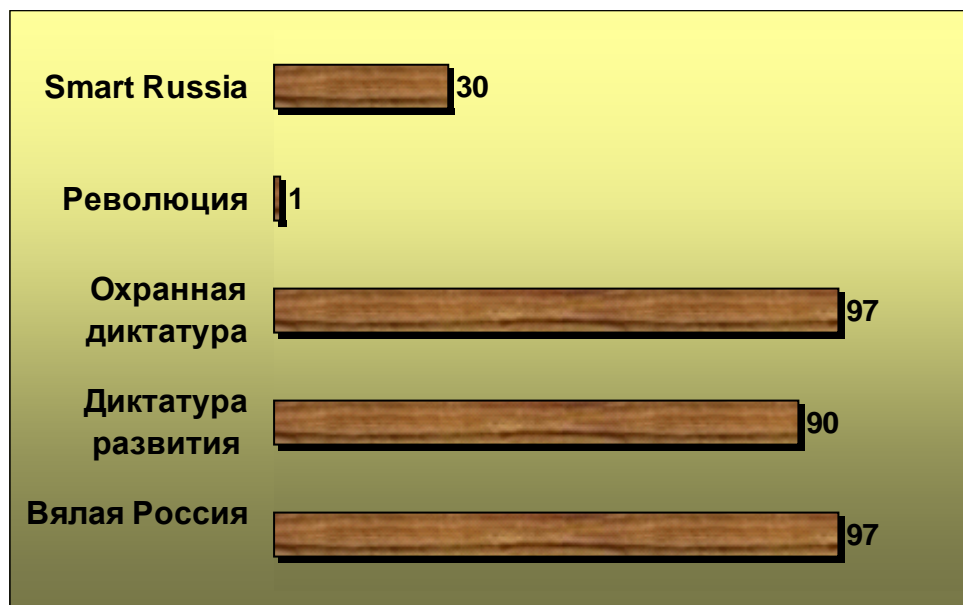 Smart Russia
30
Революция
1
Охранная
диктатура
97
Диктатура
развития
90
Вялая Россия
97